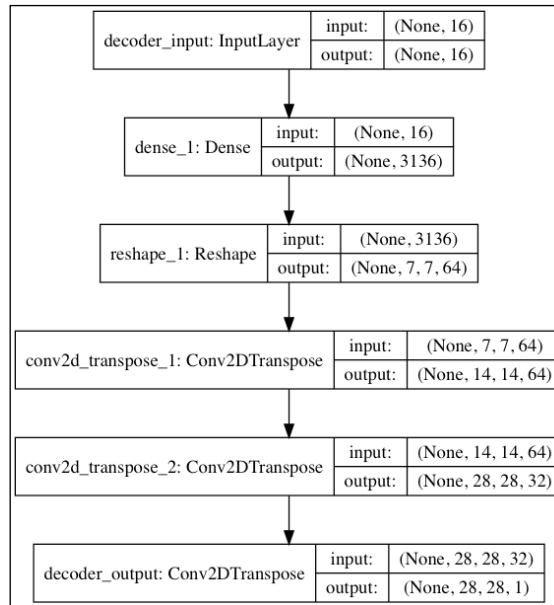 decoder_input: InputLayer
input: (None, 16)
output: (None, 16)
dense_1: Dense
input: (None, 16)
output: (None, 3136)
reshape_1: Reshape
input: (None, 3136)
output: (None, 7, 7, 64)
conv2d_transpose_1: Conv2DTranspose
input: (None, 7, 7, 64)
output: (None, 14, 14, 64)
conv2d_transpose_2: Conv2DTranspose
input: (None, 14, 14, 64)
output: (None, 28, 28, 32)
decoder_output: Conv2DTranspose
input: (None, 28, 28, 32)
output: (None, 28, 28, 1)